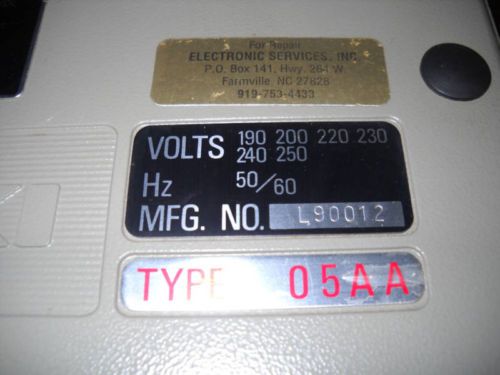 For Repair
ELECTRONIC SERVICES, INC.
P.O. Box 141, Hwy. 264 W
Farmville, NC 27828
919-753-4433
VOLTS 190 200 220 230
240 250
Hz 50/60
MFG. NO. L90012
TYPE 05AA